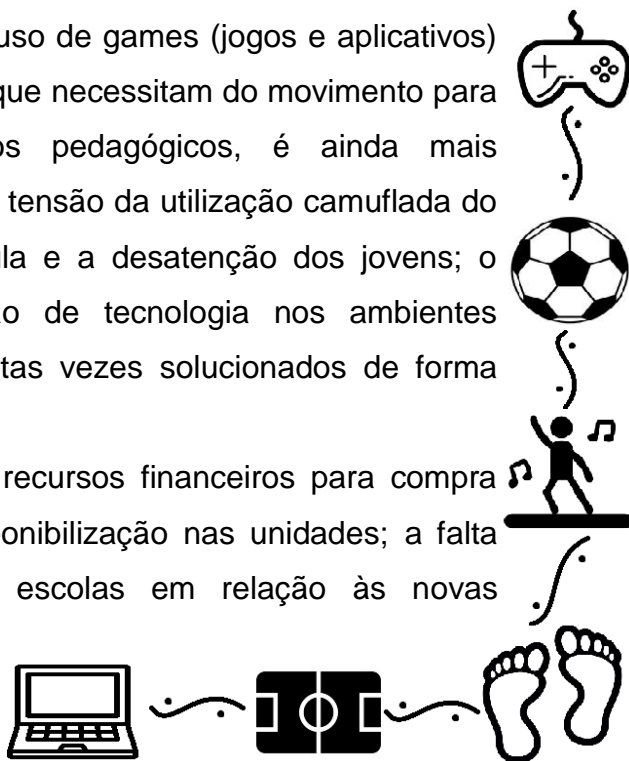 uso de games (jogos e aplicativos)
que necessitam do movimento para
os pedagógicos, é ainda mais
tensão da utilização camuflada do
la e a desatenção dos jovens; o
o de tecnologia nos ambientes
tas vezes solucionados de forma
recursos financeiros para compra
ponibilização nas unidades; a falta
escolas em relação às novas